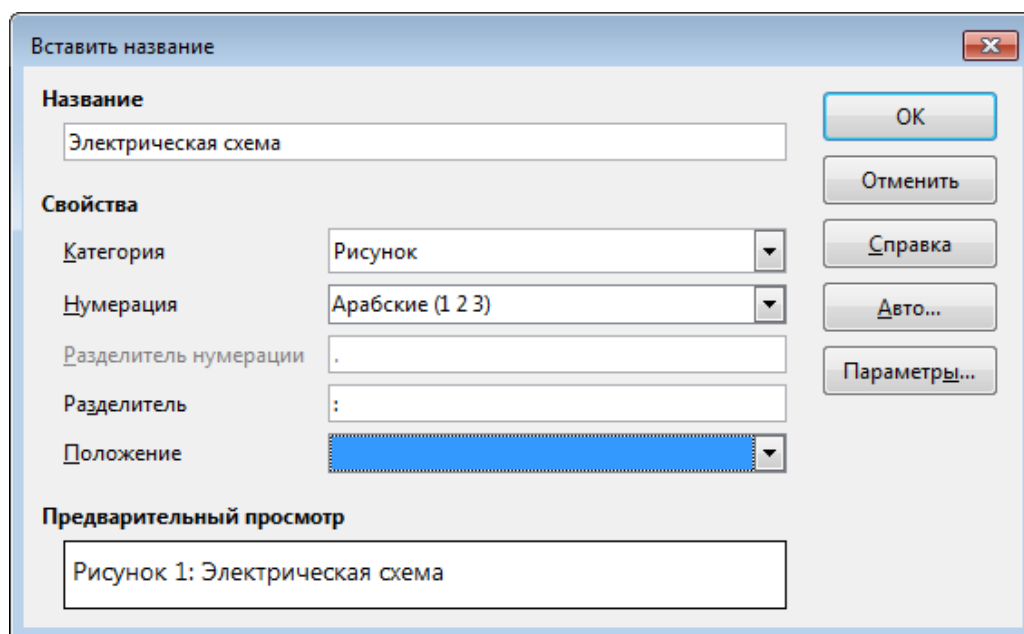 Вставить название
Название
Электрическая схема
Свойства
Категория Рисунок
Нумерация Арабские (1 2 3)
Разделитель нумерации .
Разделитель :
Положение
Предварительный просмотр
Рисунок 1: Электрическая схема
OK
Отменить
Справка
Авто...
Параметры...